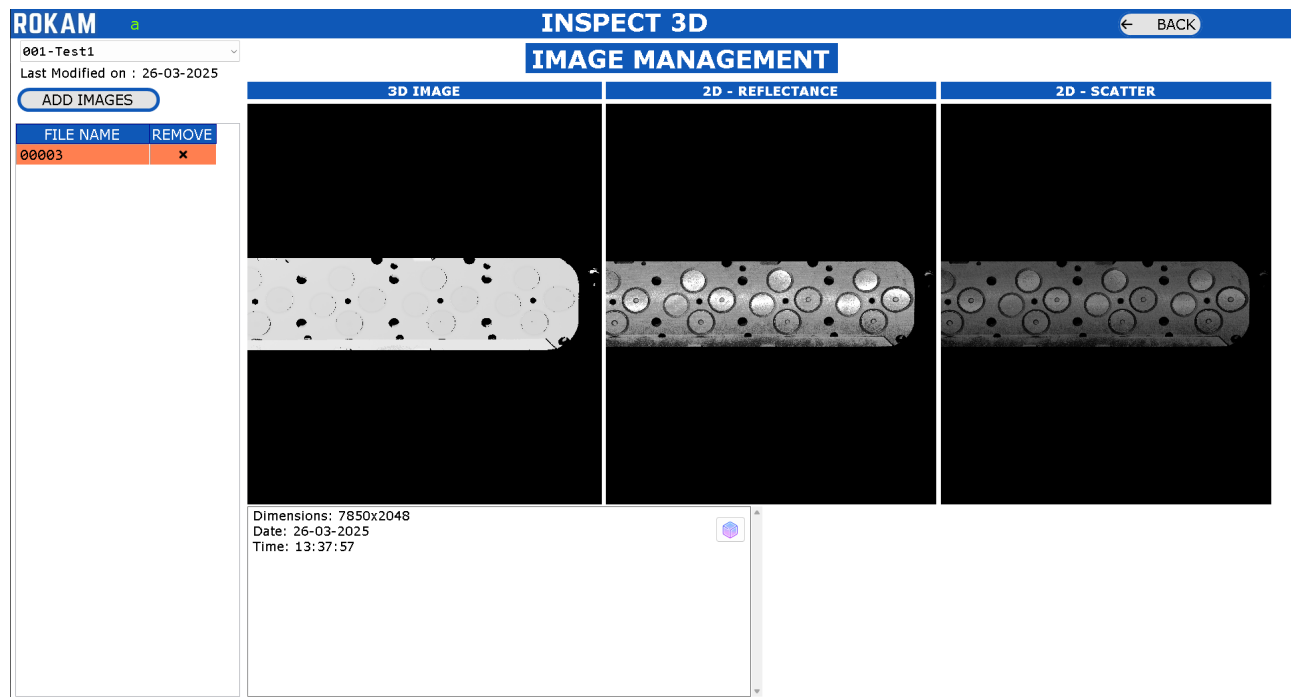 ROKAM
a
INSPECT 3D
← BACK
001-Test1
IMAGE MANAGEMENT
Last Modified on : 26-03-2025
ADD IMAGES
3D IMAGE
2D - REFLECTANCE
2D - SCATTER
FILE NAME REMOVE
00003 ×
Dimensions: 7850x2048
Date: 26-03-2025
Time: 13:37:57